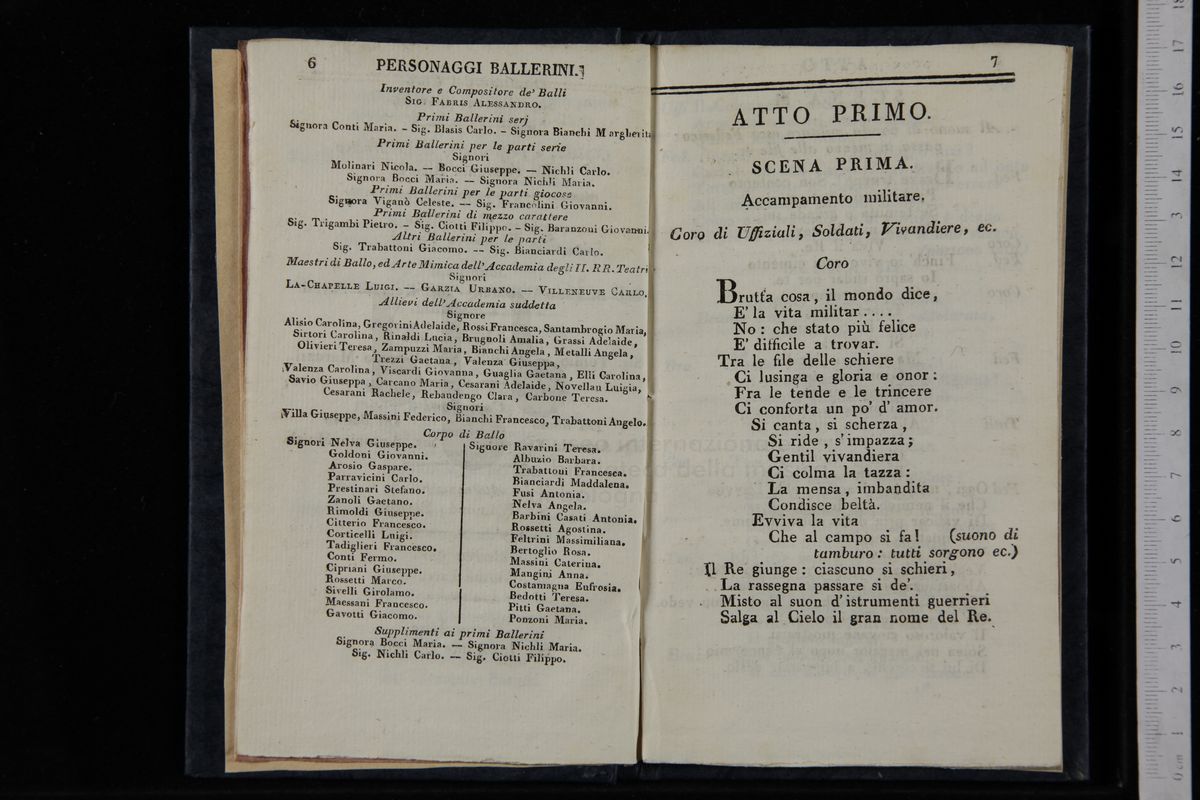 6
PERSONAGGI BALLERINI.
Inventore e Compositore de' Balli
SIG. FABRIS ALESSANDRO.
Primi Ballerini serj
Signora Conti Maria. - Sig. Blasis Carlo. - Signora Bianchi Margherita
Primi Ballerini per le parti serie
Signori
Molinari Nicola. — Bocci Giuseppe. — Nichli Carlo.
Signora Bocci Maria. — Signora Nichli Maria.
Primi Ballerini per le parti giocose
Signora Viganò Celeste. — Sig. Francolini Giovanni.
Primi Ballerini di mezzo carattere
Sig. Trigambi Pietro. - Sig. Ciotti Filippo. - Sig. Baranzoni Giovanni.
Altri Ballerini per le parti
Sig. Trabattoni Giacomo. — Sig. Bianciardi Carlo.
Maestri di Ballo, ed Arte Mimica dell'Accademia degli II. RR. Teatri
Signori
LA-CHAPELLE LUIGI. — GARZIA URBANO. — VILLENEUVE CARLO.
Allievi dell'Accademia suddetta
Signore
Alisio Carolina, Gregorini Adelaide, Rossi Francesca, Santambrogio Maria,
Sirtori Carolina, Rinaldi Lucia, Brugnoli Amalia, Grassi Adelaide,
Olivieri Teresa, Zampuzzi Maria, Bianchi Angela, Metalli Angela,
Trezzi Gaetana, Valenza Giuseppa,
Valenza Carolina, Viscardi Giovanna, Guaglia Gaetana, Elli Carolina,
Savio Giuseppa, Carcano Maria, Cesarani Adelaide, Novellau Luigia,
Cesarani Rachele, Rebaudengo Clara, Carbone Teresa.
Signori
Villa Giuseppe, Massini Federico, Bianchi Francesco, Trabattoni Angelo.
Corpo di Ballo
Signori Nelva Giuseppe.
Goldoni Giovanni.
Arosio Gaspare.
Parravicini Carlo.
Prestinari Stefano.
Zanoli Gaetano.
Rimoldi Giuseppe.
Citterio Francesco.
Corticelli Luigi.
Tadiglieri Francesco.
Conti Fermo.
Cipriani Giuseppe.
Rossetti Marco.
Sivelli Girolamo.
Maessani Francesco.
Gavotti Giacomo.
Signore Ravarini Teresa.
Albuzio Barbara.
Trabattoni Francesca.
Bianciardi Maddalena.
Fusi Antonia.
Nelva Angela.
Barbini Casati Antonia.
Rossetti Agostina.
Feltrini Massimiliana.
Bertoglio Rosa.
Massini Caterina.
Mangini Anna.
Costamagna Eufrosia.
Bedotti Teresa.
Pitti Gaetana.
Ponzoni Maria.
Supplimenti ai primi Ballerini
Signora Bocci Maria. — Signora Nichli Maria.
Sig. Nichli Carlo. — Sig. Ciotti Filippo.
7
ATTO PRIMO.
SCENA PRIMA.
Accampamento militare.
Coro di Uffiziali, Soldati, Vivandiere, ec.
Coro
Brutta cosa, il mondo dice,
E' la vita militar....
No: che stato più felice
E' difficile a trovar.
Tra le file delle schiere
Ci lusinga e gloria e onor:
Fra le tende e le trincere
Ci conforta un po' d' amor.
Si canta, si scherza,
Si ride, s'impazza;
Gentil vivandiera
Ci colma la tazza:
La mensa, imbandita
Condisce beltà.
Evviva la vita
Che al campo si fa! (suono di
tamburo: tutti sorgono ec.)
Il Re giunge: ciascuno si schieri,
La rassegna passare si de'.
Misto al suon d'istrumenti guerrieri
Salga al Cielo il gran nome del Re.